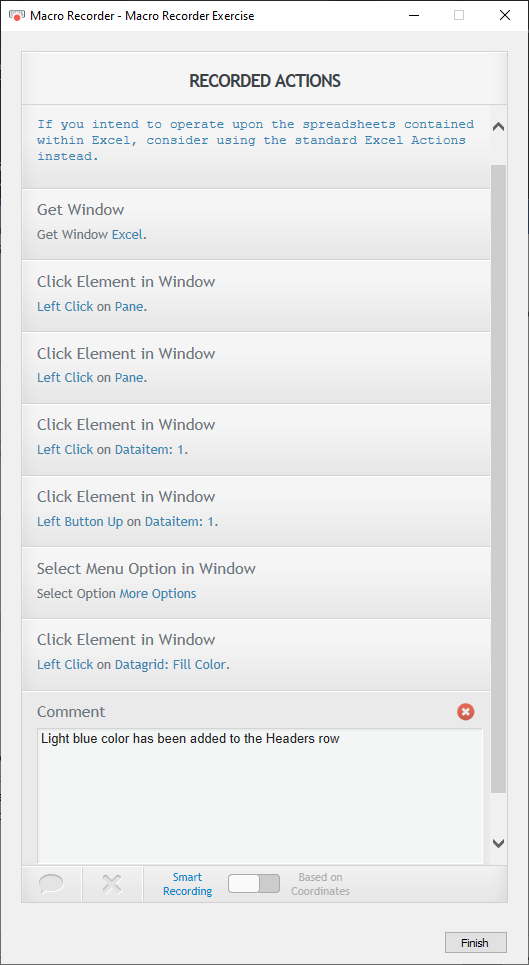 Macro Recorder - Macro Recorder Exercise
RECORDED ACTIONS
If you intend to operate upon the spreadsheets contained
within Excel, consider using the standard Excel Actions
instead.
Get Window
Get Window Excel.
Click Element in Window
Left Click on Pane.
Click Element in Window
Left Click on Pane.
Click Element in Window
Left Click on Dataitem: 1.
Click Element in Window
Left Button Up on Dataitem: 1.
Select Menu Option in Window
Select Option More Options
Click Element in Window
Left Click on Datagrid: Fill Color.
Comment
Light blue color has been added to the Headers row
Smart
Recording
Based on
Coordinates
Finish